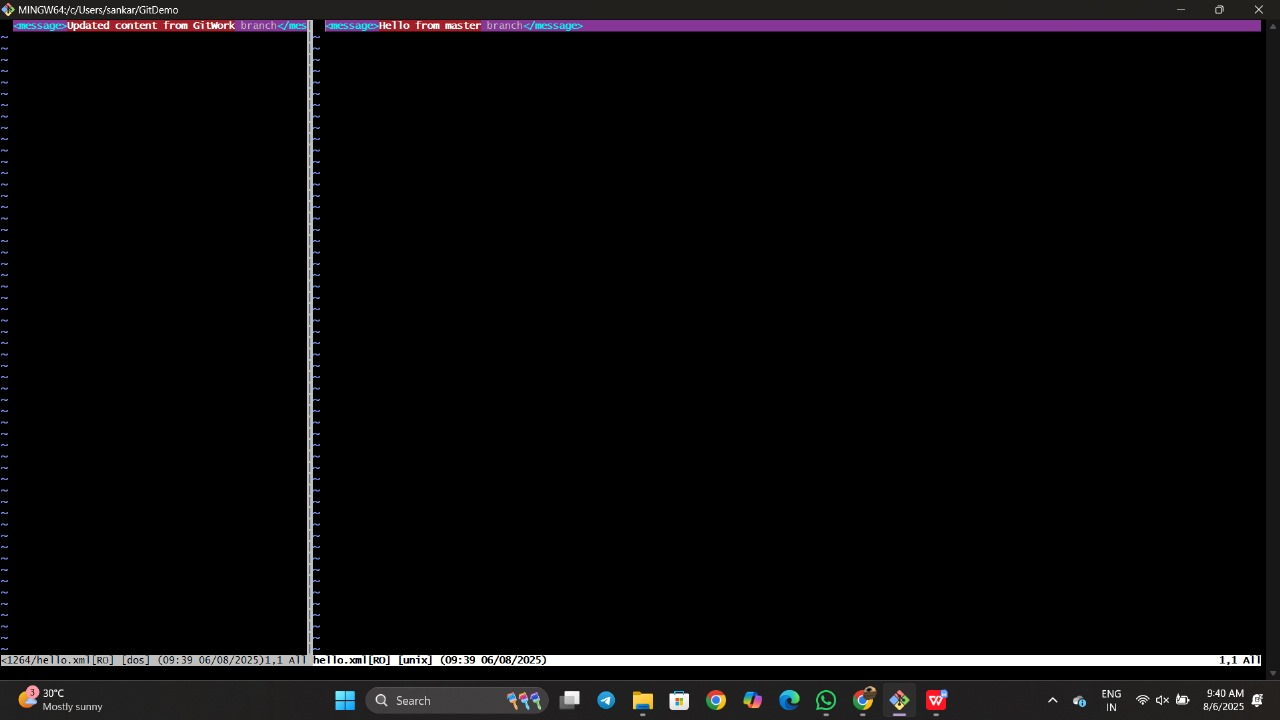 MINGW64:/c/Users/sankar/GitDemo
<message>Updated content from GitWork branch</mes
<message>Hello from master branch</message>
<1264/hello.xml[RO] [dos] (09:39 06/08/2025)1,1 All
hello.xml[RO] [unix] (09:39 06/08/2025) 1,1 All
3
30°C
Mostly sunny
Search
W
ENG
IN
9:40 AM
8/6/2025